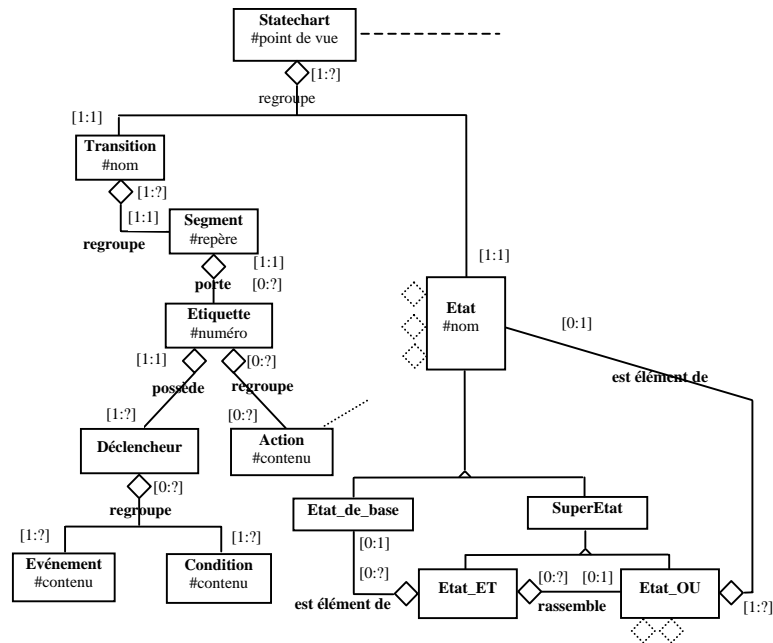 Statechart
#point de vue
[1:?]
regroupe
[1:1]
Transition
#nom
[1:?]
[1:1]
regroupe
Segment
#repère
[1:1]
porte
[0:?]
[1:1]
Etat
#nom
[0:1]
est élément de
Etiquette
#numéro
[1:1]
[0:?]
possède
regroupe
[1:?]
[0:?]
Déclencheur
Action
#contenu
[0:?]
regroupe
[1:?]
[1:?]
Evénement
#contenu
Condition
#contenu
Etat_de_base
SuperEtat
[0:1]
[0:?]
est élément de
Etat_ET
[0:?]
[0:1]
rassemble
Etat_OU
[1:?]